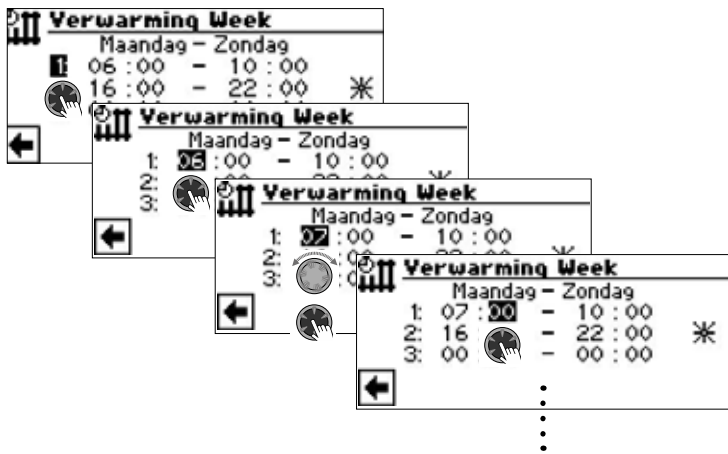 Verwarming Week
Maandag – Zondag
1: 06 : 00 – 10 : 00
16 : 00 – 22 : 00
Verwarming Week
Maandag – Zondag
1: 06 : 00 – 10 : 00
2:
3:
Verwarming Week
Maandag – Zondag
1: 07 : 00 – 10 : 00
2:
3:
Verwarming Week
Maandag – Zondag
1: 07 : 00 – 10 : 00
2: 16 – 22 : 00
3: 00 – 00 : 00